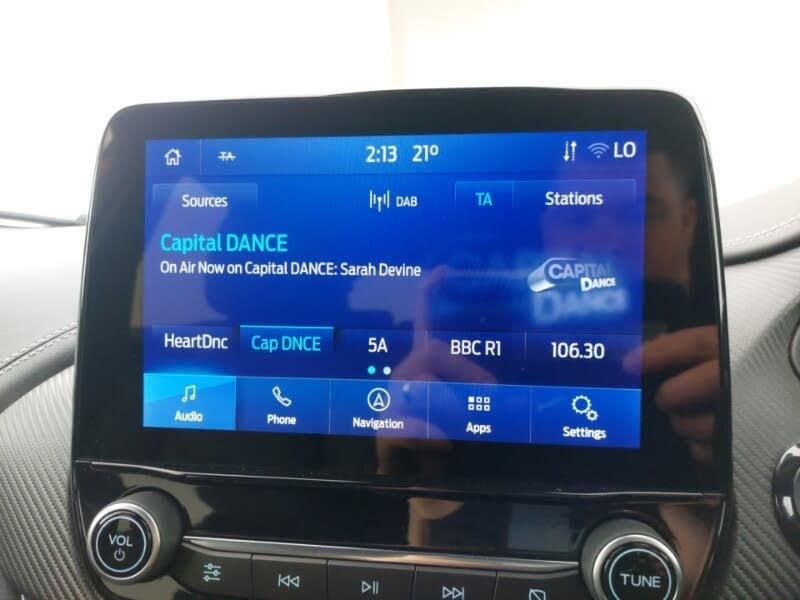 TA 2:13 21º LO
Sources DAB TA Stations
Capital DANCE
On Air Now on Capital DANCE: Sarah Devine
CAPITAL
DANCE
HeartDnc Cap DNCE 5A BBC R1 106.30
Audio Phone Navigation Apps Settings
VOL
TUNE